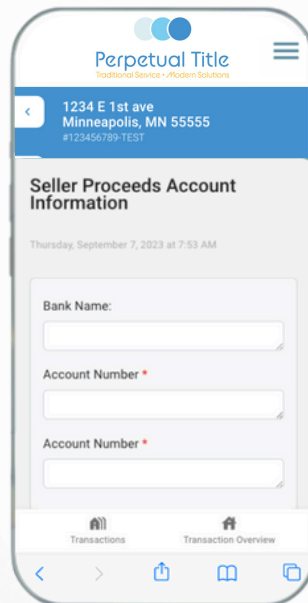 Perpetual Title
Traditional Service • Modern Solutions
1234 E 1st ave
Minneapolis, MN 55555
#123456789-TEST
Seller Proceeds Account
Information
Thursday, September 7, 2023 at 7:53 AM
Bank Name:
Account Number *
Account Number *
Transactions
Transaction Overview